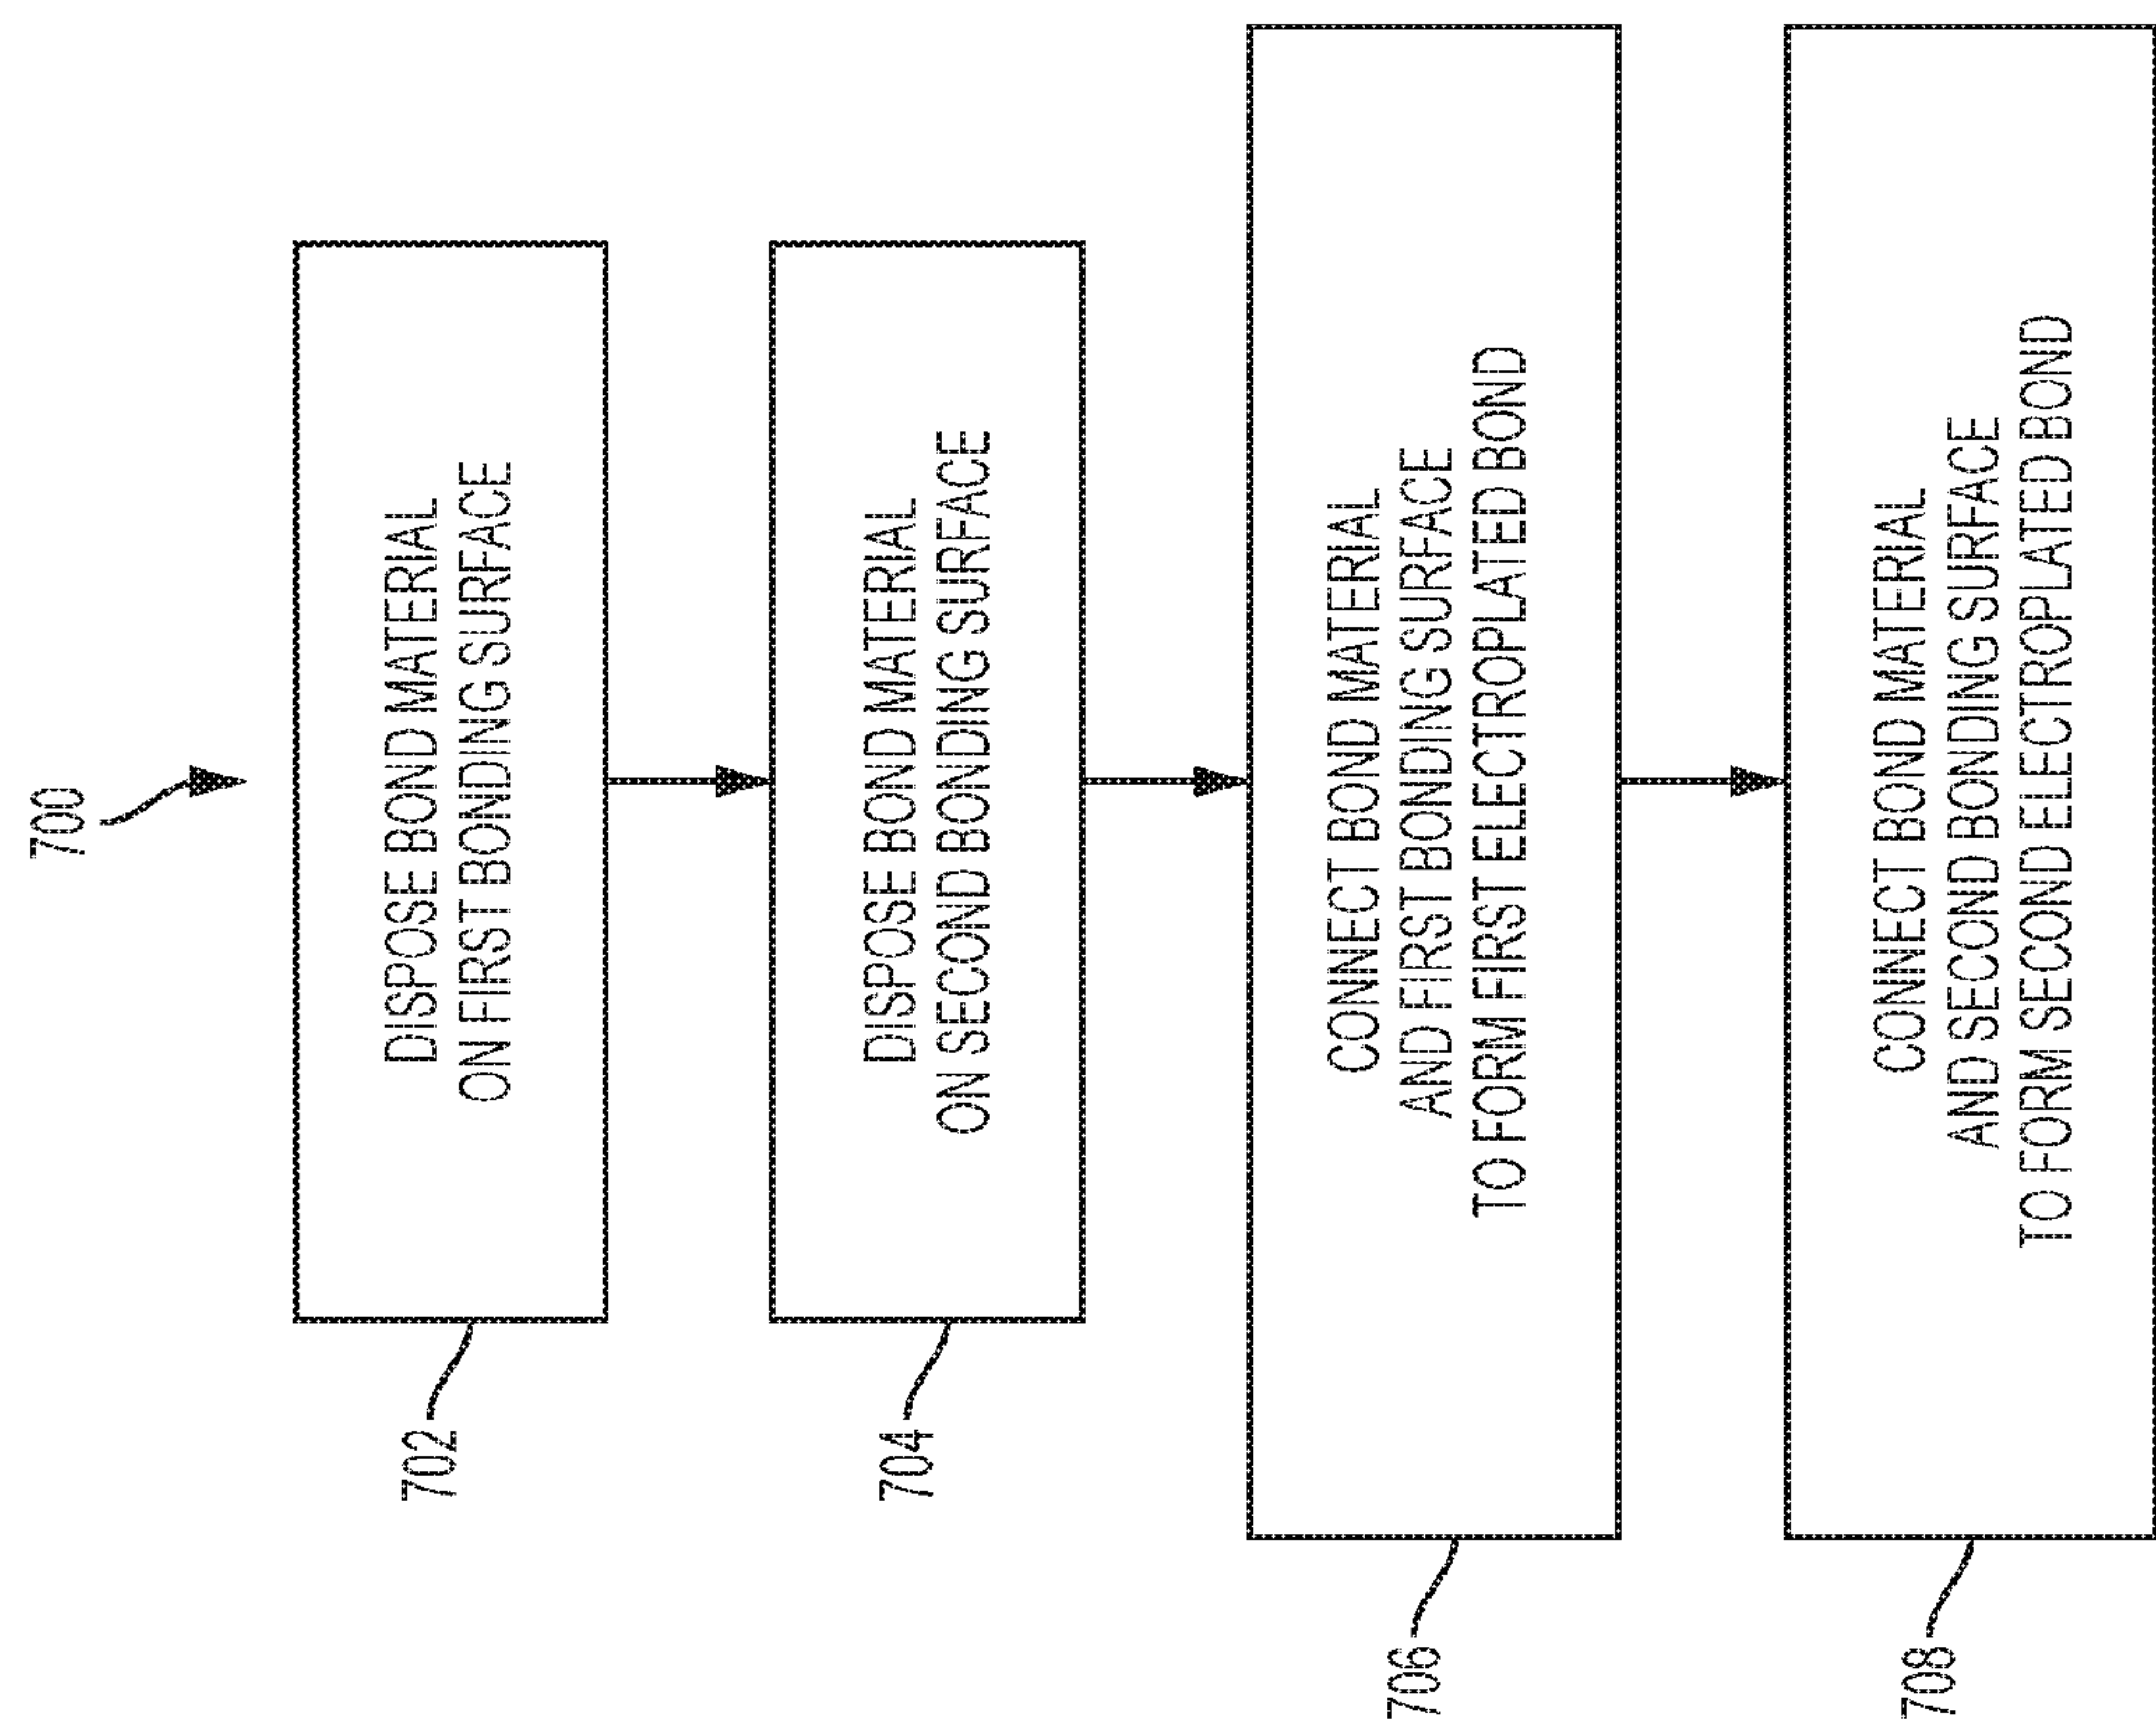 700
DISPOSE BOND MATERIAL
ON FIRST BONDING SURFACE
702
DISPOSE BOND MATERIAL
ON SECOND BONDING SURFACE
704
CONNECT BOND MATERIAL
AND FIRST BONDING SURFACE
TO FORM FIRST ELECTROPLATED BOND
706
CONNECT BOND MATERIAL
AND SECOND BONDING SURFACE
TO FORM SECOND ELECTROPLATED BOND
708